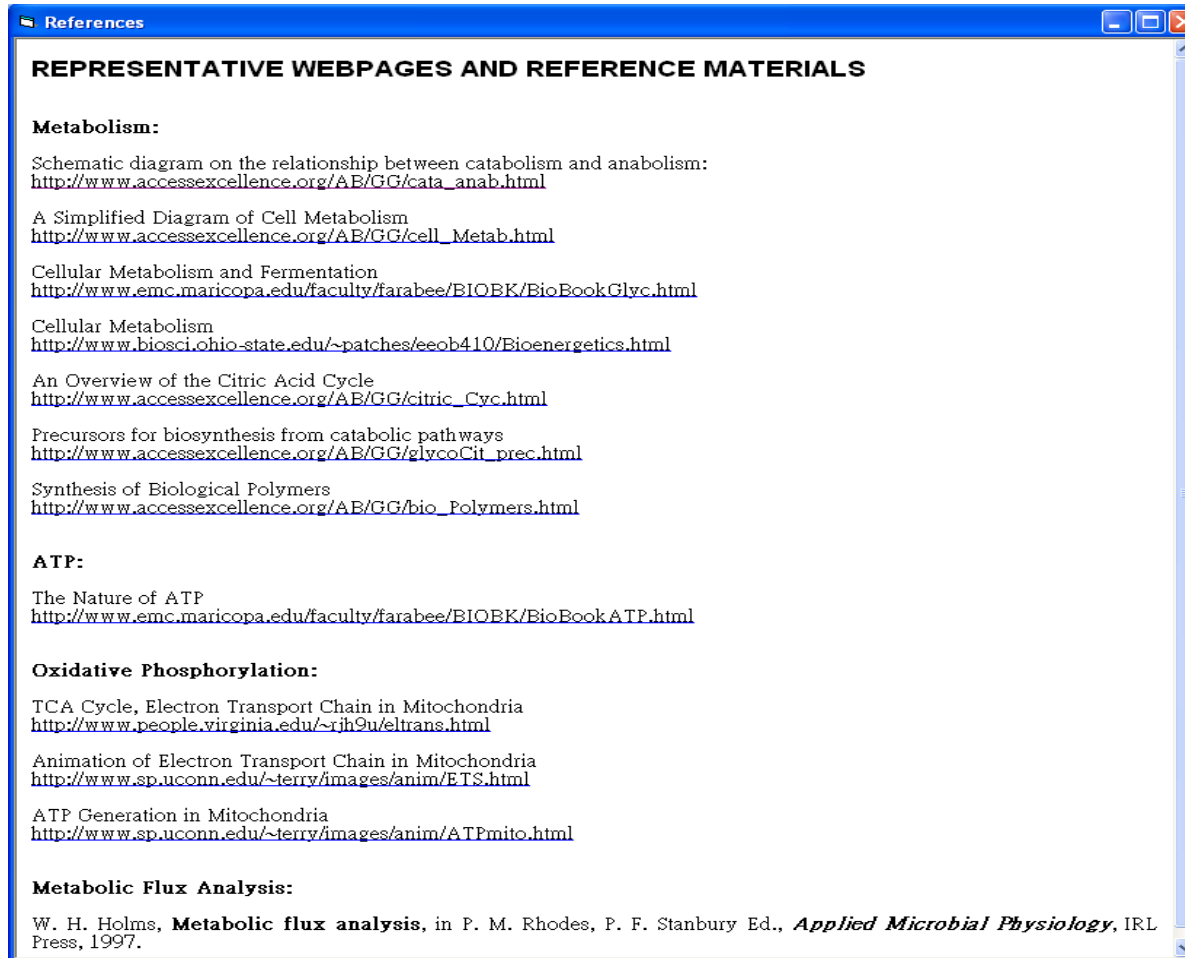 References
REPRESENTATIVE WEBPAGES AND REFERENCE MATERIALS
Metabolism:
Schematic diagram on the relationship between catabolism and anabolism:
http://www.accessexcellence.org/AB/GG/cata_anab.html
A Simplified Diagram of Cell Metabolism
http://www.accessexcellence.org/AB/GG/cell_Metab.html
Cellular Metabolism and Fermentation
http://www.emc.maricopa.edu/faculty/farabee/BIOBK/BioBookGlyc.html
Cellular Metabolism
http://www.biosci.ohio-state.edu/~patches/eeob410/Bioenergetics.html
An Overview of the Citric Acid Cycle
http://www.accessexcellence.org/AB/GG/citric_Cyc.html
Precursors for biosynthesis from catabolic pathways
http://www.accessexcellence.org/AB/GG/glycoCit_prec.html
Synthesis of Biological Polymers
http://www.accessexcellence.org/AB/GG/bio_Polymers.html
ATP:
The Nature of ATP
http://www.emc.maricopa.edu/faculty/farabee/BIOBK/BioBookATP.html
Oxidative Phosphorylation:
TCA Cycle, Electron Transport Chain in Mitochondria
http://www.people.virginia.edu/~rjh9u/eltrans.html
Animation of Electron Transport Chain in Mitochondria
http://www.sp.uconn.edu/~terry/images/anim/ETS.html
ATP Generation in Mitochondria
http://www.sp.uconn.edu/~terry/images/anim/ATPmito.html
Metabolic Flux Analysis:
W. H. Holms, Metabolic flux analysis, in P. M. Rhodes, P. F. Stanbury Ed., Applied Microbial Physiology, IRL
Press, 1997.